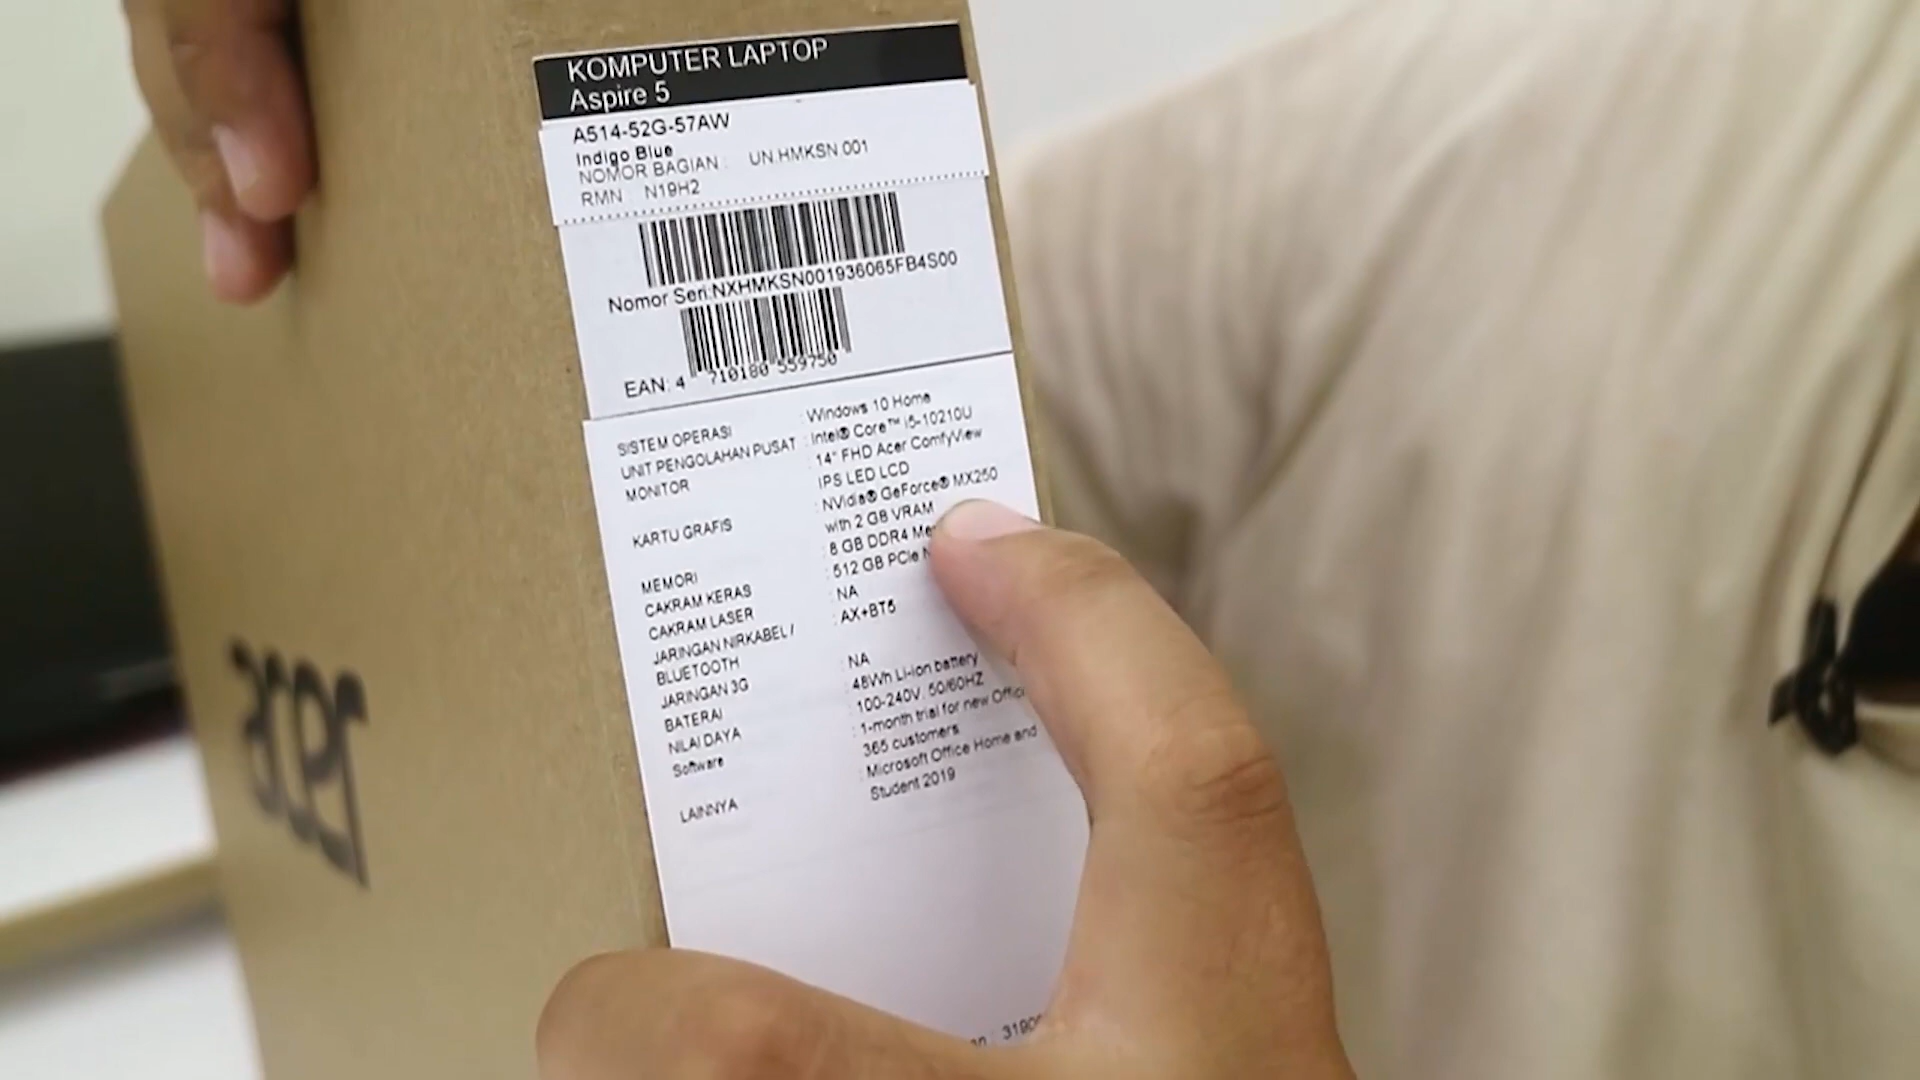 KOMPUTER LAPTOP
Aspire 5
A514-52G-57AW
Indigo Blue
NOMOR BAGIAN : UN.HMKSN.001
RMN : N19H2
Nomor Seri:NXHMKSN001936065FB4S00
EAN: 4 710180 559750
SISTEM OPERASI : Windows 10 Home
UNIT PENGOLAHAN PUSAT : Intel® Core™ i5-10210U
MONITOR : 14" FHD Acer ComfyView
IPS LED LCD
KARTU GRAFIS : NVidia® GeForce® MX250
with 2 GB VRAM
MEMORI : 8 GB DDR4
CAKRAM KERAS : 512 GB PCIe
CAKRAM LASER : NA
JARINGAN NIRKABEL / : AX+BT5
BLUETOOTH
JARINGAN 3G : NA
BATERAI : 48Wh Li-ion battery
NILAI DAYA : 100-240V, 50/60HZ
Software : 1-month trial for new
365 customers
LAINNYA : Microsoft Office Home and
Student 2019
acer